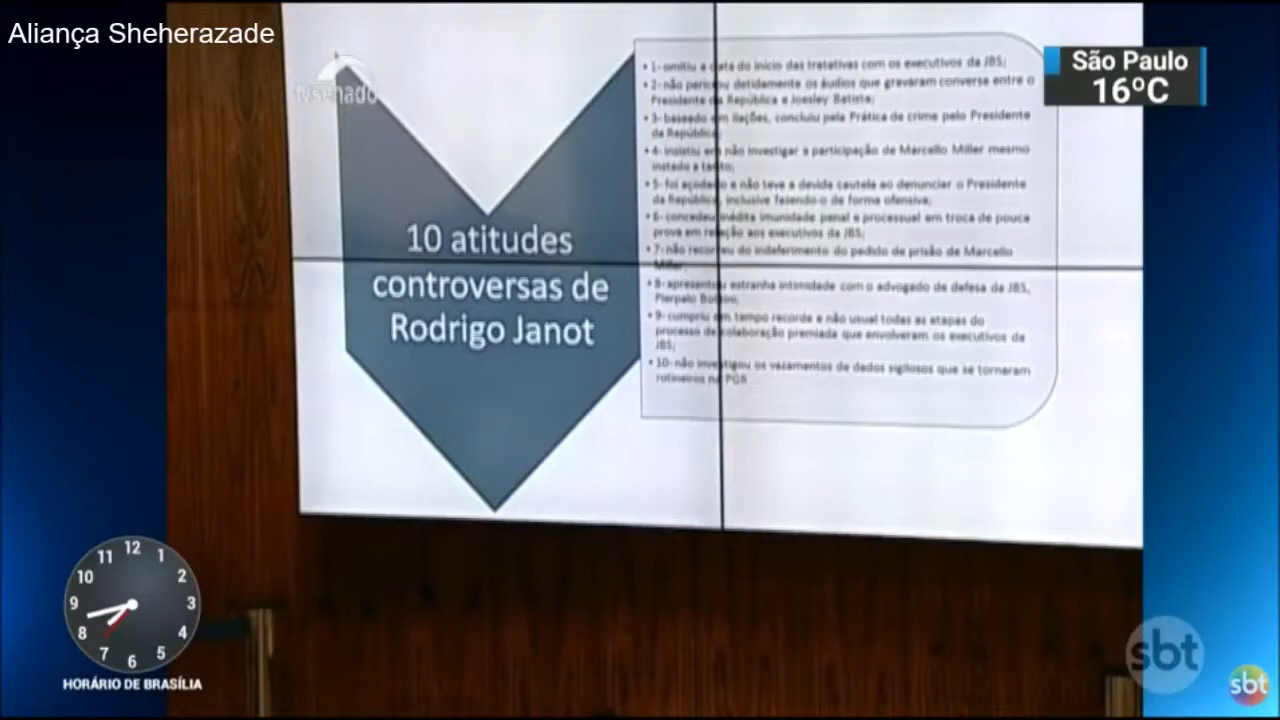 Aliança Sheherazade
tvsenado
São Paulo
16ºC
10 atitudes
controversas de
Rodrigo Janot
• 1- omitiu a data do início das tratativas com os executivos da JBS;
• 2- não periciou detidamente os áudios que gravaram conversa entre o
Presidente da República e Joesley Batista;
• 3- baseado em ilações, concluiu pela Prática de crime pelo Presidente
da República;
• 4- insistiu em não investigar a participação de Marcello Miller mesmo
instado a tanto;
• 5- foi açodado e não teve a devida cautela ao denunciar o Presidente
da República, inclusive fazendo-o de forma ofensiva;
• 6- concedeu inédita imunidade penal e processual em troca de pouca
prova em relação aos executivos da JBS;
• 7- não recorreu do indeferimento do pedido de prisão de Marcello
Miller;
• 8- apresentou estranha intimidade com o advogado de defesa da JBS,
Pierpalo Bottini;
• 9- cumpriu em tempo recorde e não usual todas as etapas do
processo de colaboração premiada que envolveram os executivos da
JBS;
• 10- não investigou os vazamentos de dados sigilosos que se tornaram
rotineiros na PGR
12
11 1
10 2
9 3
8 4
7 5
6
HORÁRIO DE BRASÍLIA
sbt
sbt